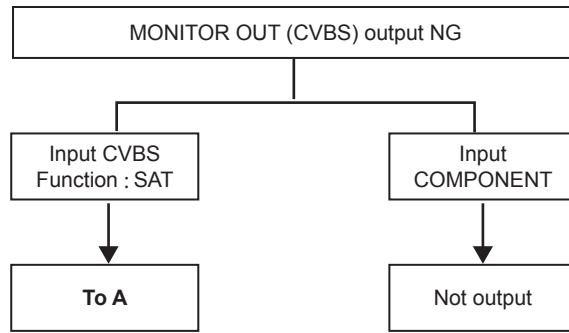 MONITOR OUT (CVBS) output NG
Input CVBS
Function : SAT
Input
COMPONENT
To A
Not output